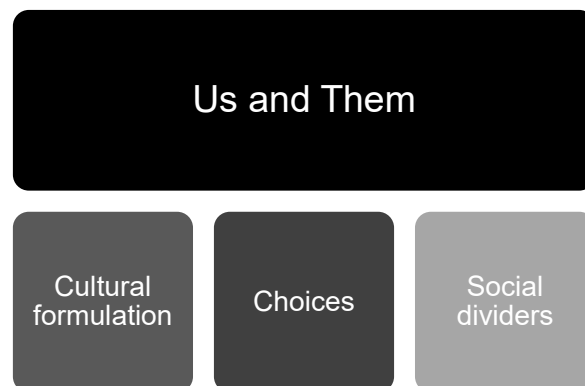 Us and Them
Cultural
formulation
Choices
Social
dividers